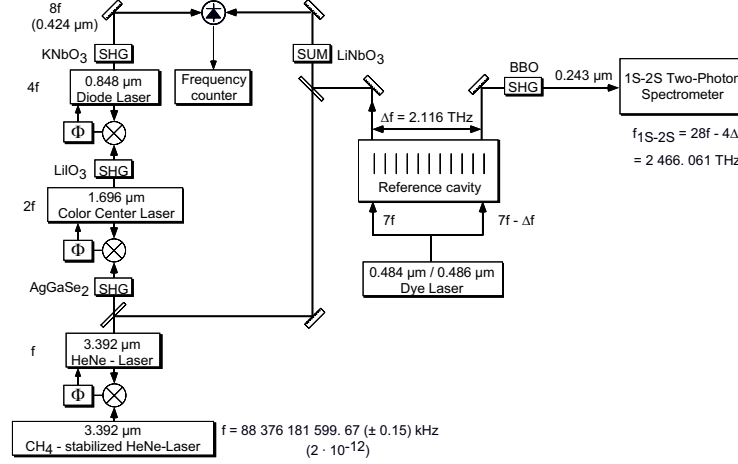 8f
(0.424 µm)
KNbO3
SHG
SUM
LiNbO3
4f
0.848 µm
Diode Laser
Frequency
counter
Φ
BBO
SHG
0.243 µm
1S-2S Two-Photon
Spectrometer
Δf = 2.116 THz
f1S-2S = 28f - 4Δ
= 2 466. 061 THz
LiIO3
SHG
Reference cavity
2f
1.696 µm
Color Center Laser
7f
7f - Δf
Φ
0.484 µm / 0.486 µm
Dye Laser
AgGaSe2
SHG
f
3.392 µm
HeNe - Laser
Φ
3.392 µm
CH4 - stabilized HeNe-Laser
f = 88 376 181 599. 67 (± 0.15) kHz
(2 · 10-12)